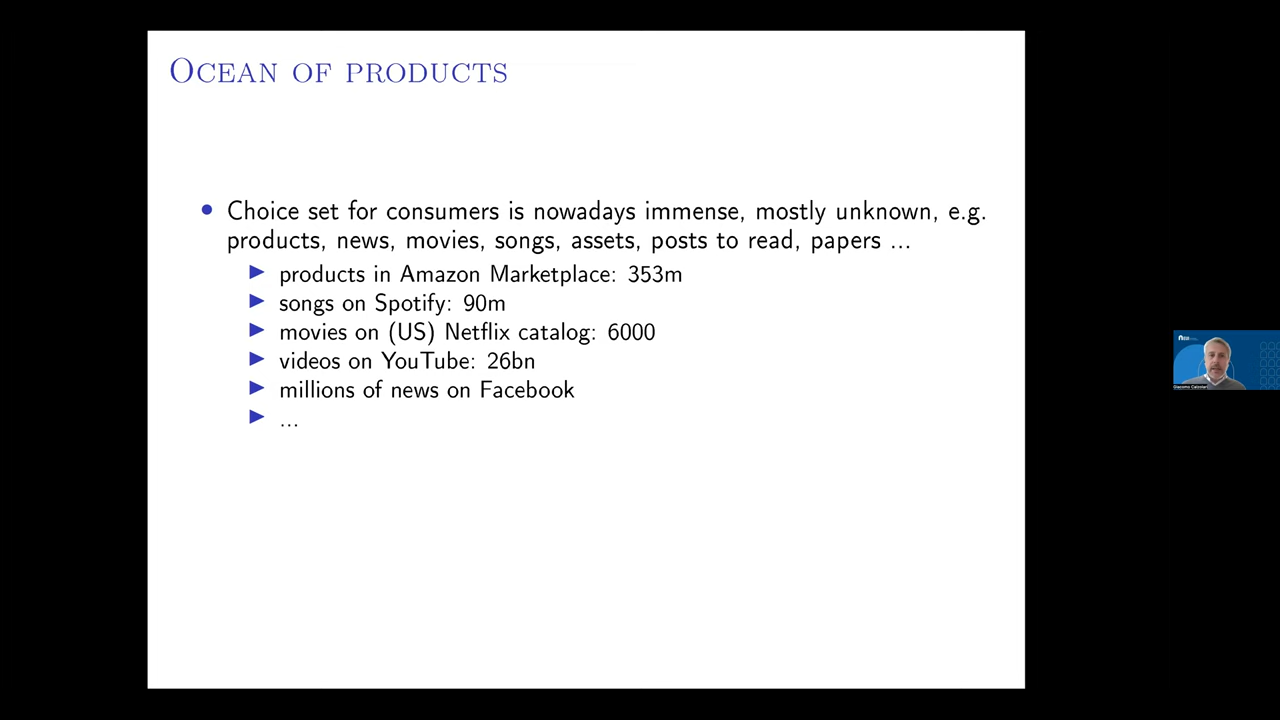 Ocean of products
• Choice set for consumers is nowadays immense, mostly unknown, e.g.
products, news, movies, songs, assets, posts to read, papers ...
▶ products in Amazon Marketplace: 353m
▶ songs on Spotify: 90m
▶ movies on (US) Netflix catalog: 6000
▶ videos on YouTube: 26bn
▶ millions of news on Facebook
▶ ...